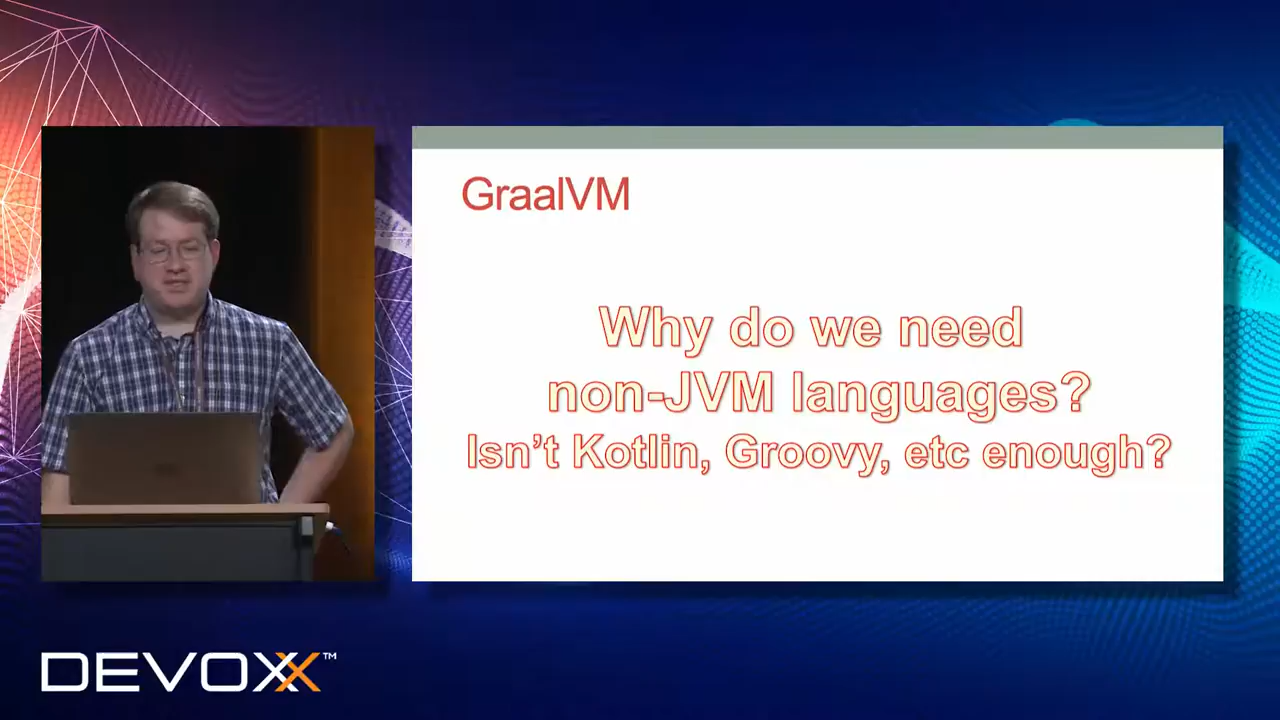 GraalVM
Why do we need
non-JVM languages?
Isn't Kotlin, Groovy, etc enough?
DEVOXX™